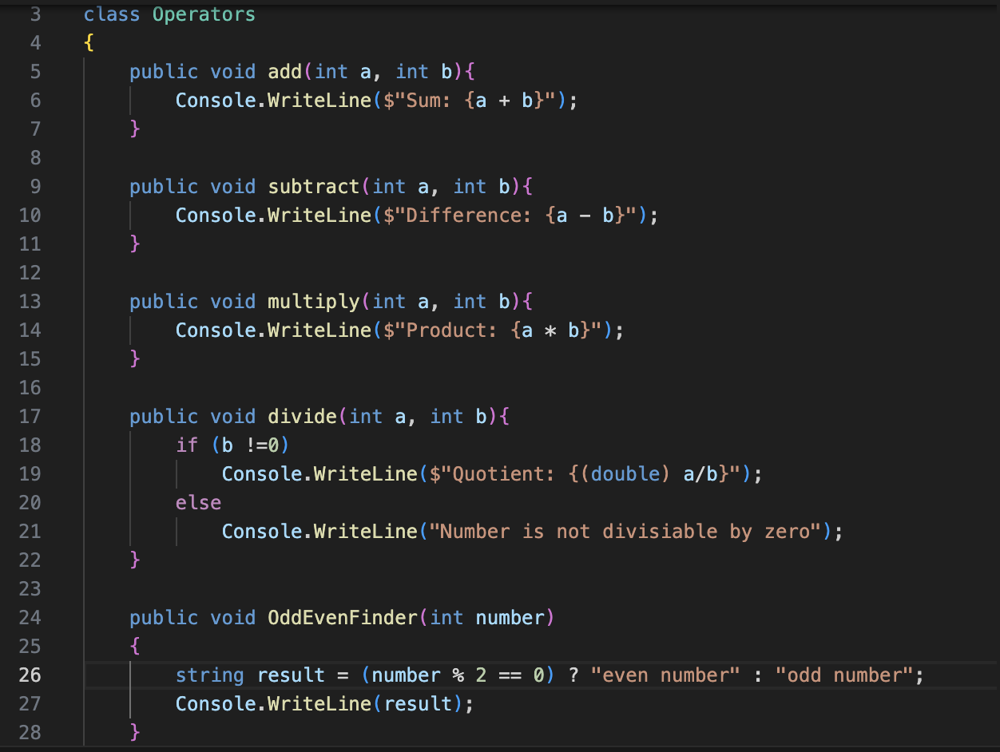 3 class Operators
4 {
5 public void add(int a, int b){
6 Console.WriteLine($"Sum: {a + b}");
7 }
8
9 public void subtract(int a, int b){
10 Console.WriteLine($"Difference: {a - b}");
11 }
12
13 public void multiply(int a, int b){
14 Console.WriteLine($"Product: {a * b}");
15 }
16
17 public void divide(int a, int b){
18 if (b !=0)
19 Console.WriteLine($"Quotient: {(double) a/b}");
20 else
21 Console.WriteLine("Number is not divisiable by zero");
22 }
23
24 public void OddEvenFinder(int number)
25 {
26 string result = (number % 2 == 0) ? "even number" : "odd number";
27 Console.WriteLine(result);
28 }